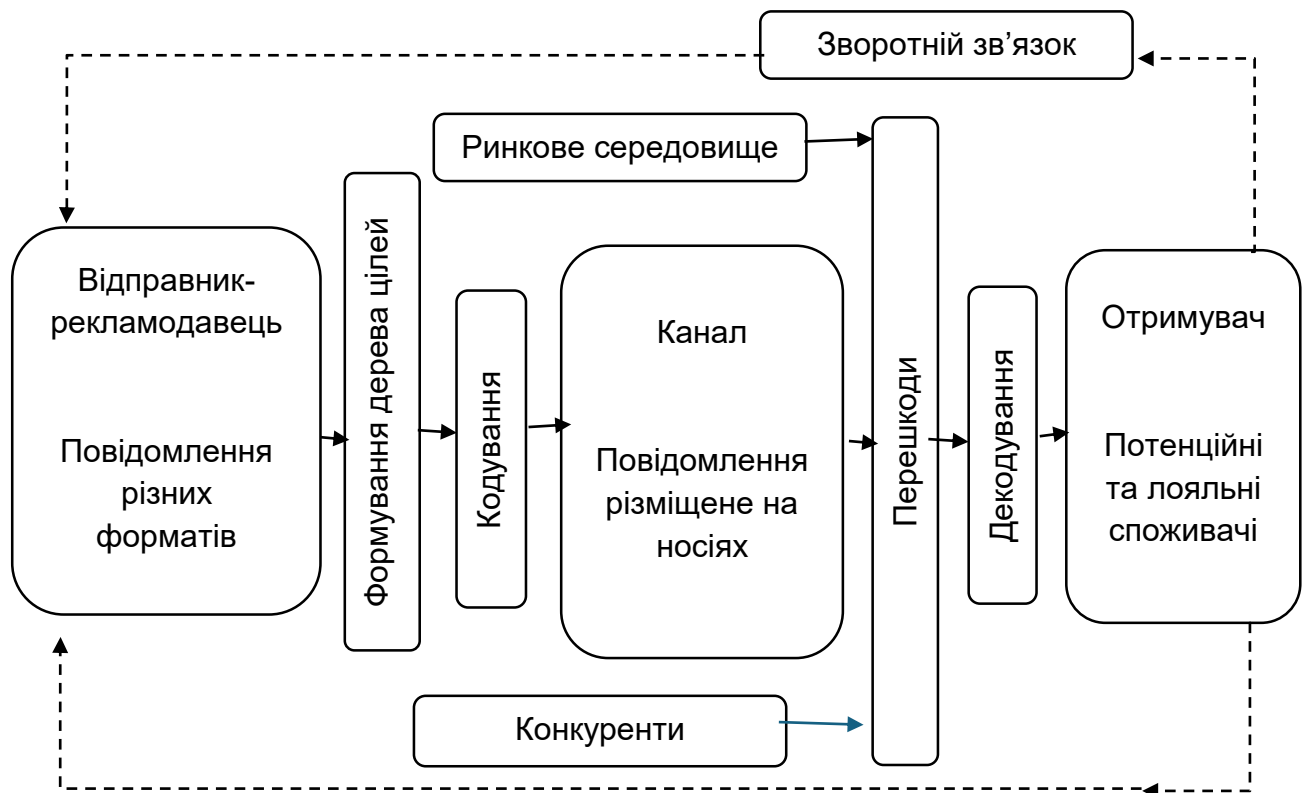 Зворотній зв’язок
Ринкове середовище
Відправник-
рекламодавець
Повідомлення
різних
форматів
Формування дерева цілей
Кодування
Канал
Повідомлення
різміщене на
носіях
Перешкоди
Декодування
Отримувач
Потенційні
та лояльні
споживачі
Конкуренти